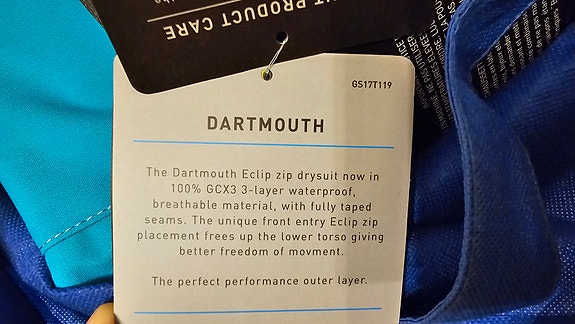 PRODUCT CARE
GS17T119
DARTMOUTH
The Dartmouth Eclip zip drysuit now in
100% GCX3 3-layer waterproof,
breathable material, with fully taped
seams. The unique front entry Eclip zip
placement frees up the lower torso giving
better freedom of movment.
The perfect performance outer layer.